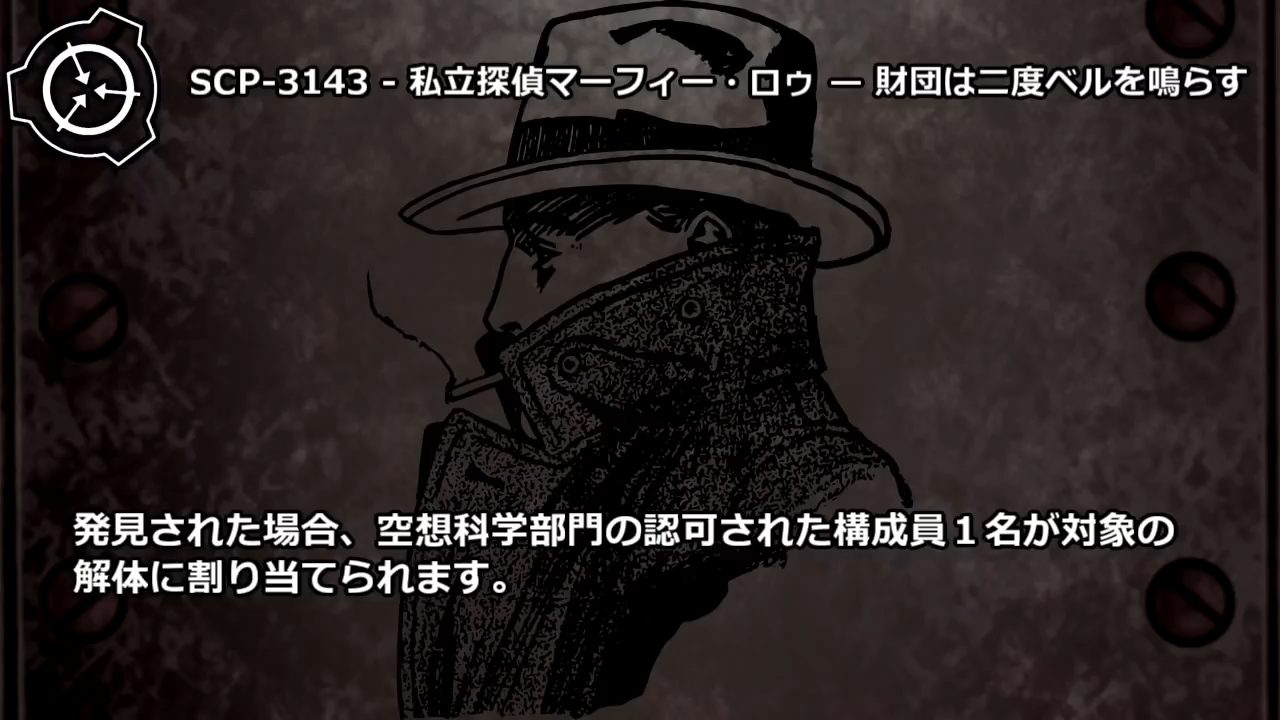 SCP-3143 - 私立探偵マーフィー・ロゥ ― 財団は二度ベルを鳴らす
発見された場合、空想科学部門の認可された構成員１名が対象の
解体に割り当てられます。